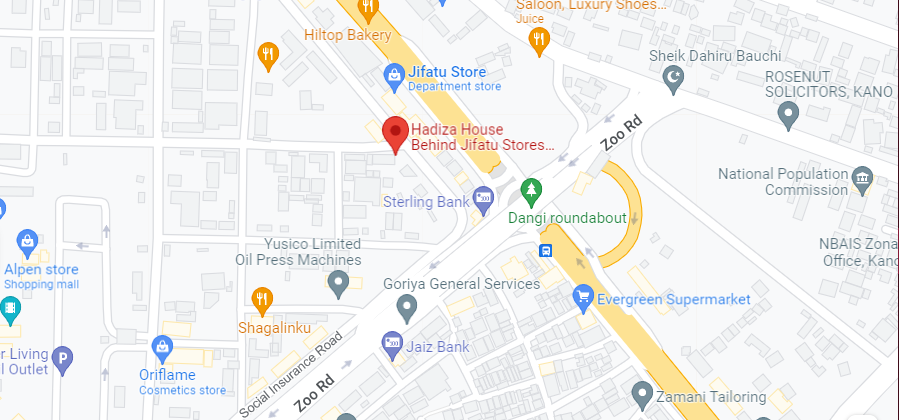 Saloon, Luxury Shoes...
Juice
Hilltop Bakery
Sheik Dahiru Bauchi
Jifatu Store
Department store
ROSENUT
SOLICITORS, KANO
Hadiza House
Behind Jifatu Stores...
Zoo Rd
National Population
Commission
Sterling Bank
Dangi roundabout
Yusico Limited
Oil Press Machines
NBAIS Zona
Office, Kano
Alpen store
Shopping mall
Goriya General Services
Evergreen Supermarket
Shagalinku
r Living
l Outlet
Jaiz Bank
Social Insurance Road
Oriflame
Cosmetics store
Zoo Rd
Zamani Tailoring